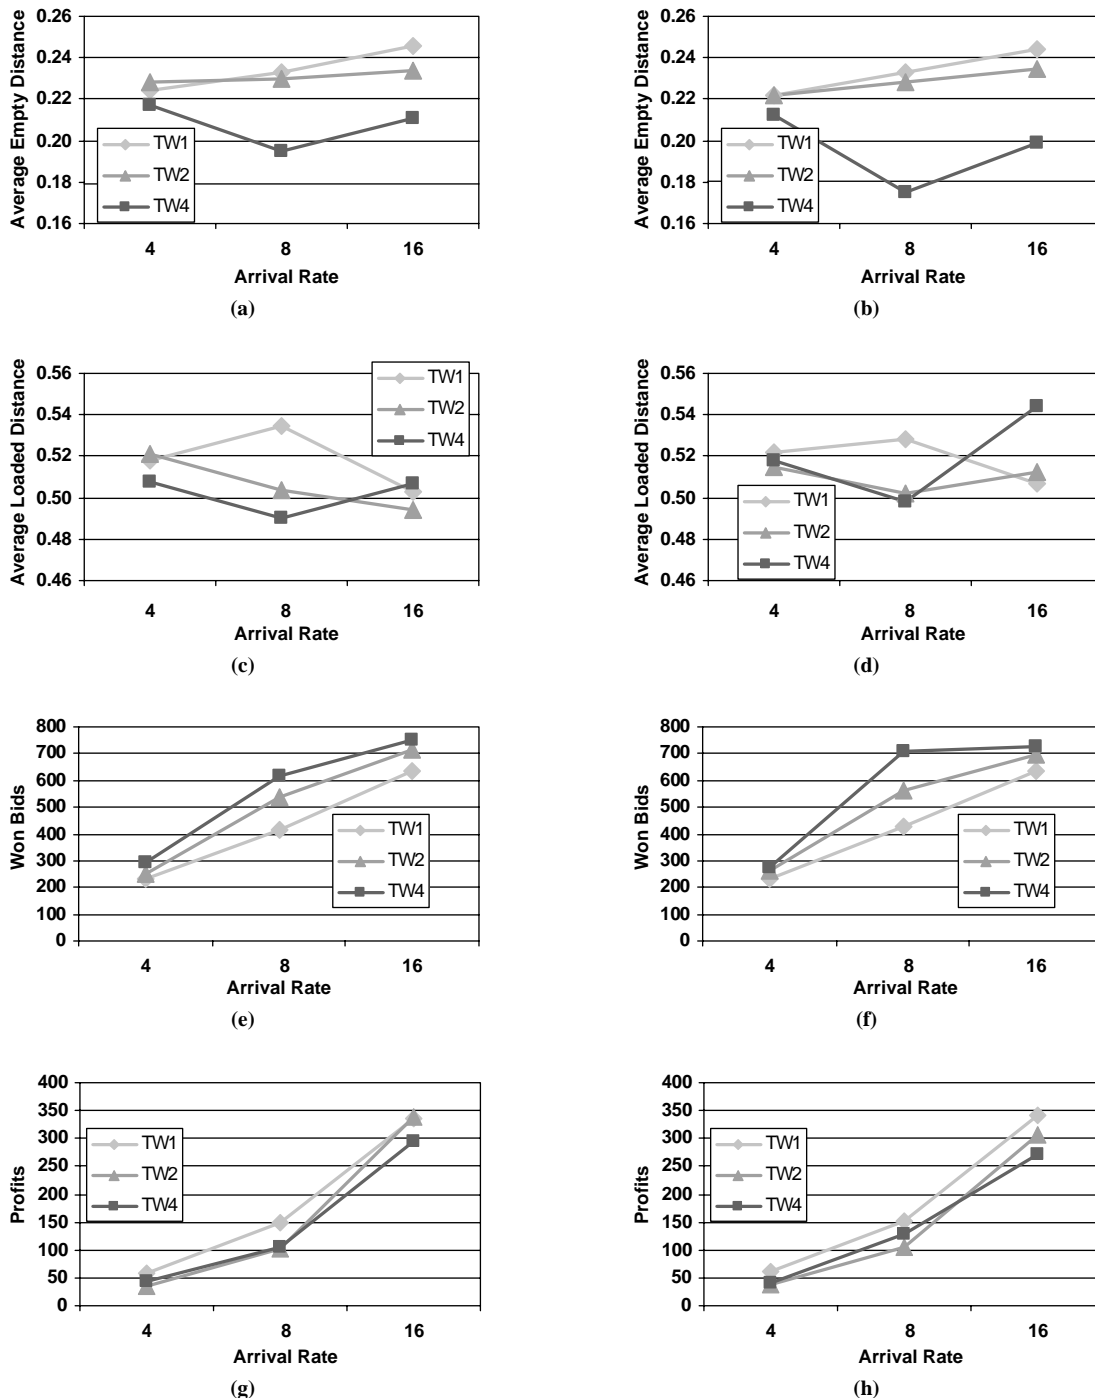 Average Empty Distance
0.26
0.24
0.22
0.20
0.18
0.16
TW1
TW2
TW4
4 8 16
Arrival Rate
(a)
Average Empty Distance
0.26
0.24
0.22
0.20
0.18
0.16
TW1
TW2
TW4
4 8 16
Arrival Rate
(b)
Average Loaded Distance
0.56
0.54
0.52
0.50
0.48
0.46
TW1
TW2
TW4
4 8 16
Arrival Rate
(c)
Average Loaded Distance
0.56
0.54
0.52
0.50
0.48
0.46
TW1
TW2
TW4
4 8 16
Arrival Rate
(d)
Won Bids
800
700
600
500
400
300
200
100
0
TW1
TW2
TW4
4 8 16
Arrival Rate
(e)
Won Bids
800
700
600
500
400
300
200
100
0
TW1
TW2
TW4
4 8 16
Arrival Rate
(f)
Profits
400
350
300
250
200
150
100
50
0
TW1
TW2
TW4
4 8 16
Arrival Rate
(g)
Profits
400
350
300
250
200
150
100
50
0
TW1
TW2
TW4
4 8 16
Arrival Rate
(h)